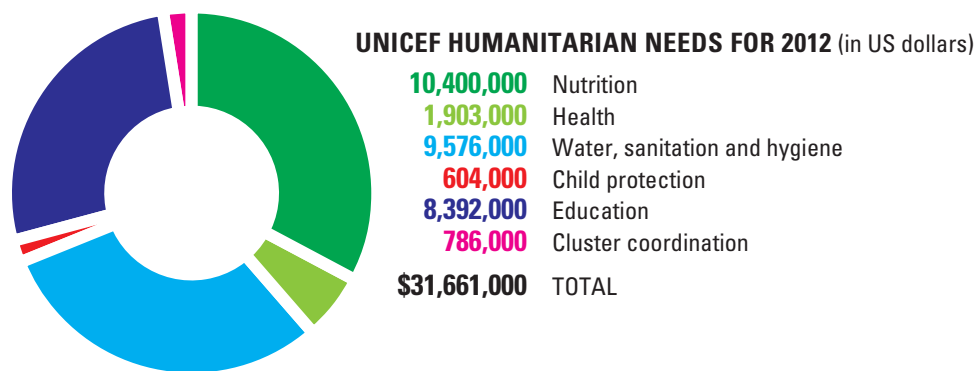 UNICEF HUMANITARIAN NEEDS FOR 2012 (in US dollars)
10,400,000 Nutrition
1,903,000 Health
9,576,000 Water, sanitation and hygiene
604,000 Child protection
8,392,000 Education
786,000 Cluster coordination
$31,661,000 TOTAL